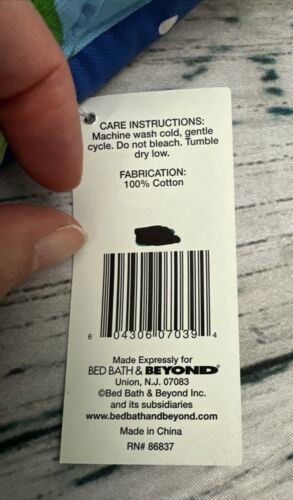 CARE INSTRUCTIONS:
Machine wash cold, gentle
cycle. Do not bleach. Tumble
dry low.
FABRICATION:
100% Cotton
6 04306 07039 4
Made Expressly for
BED BATH & BEYOND®
Union, N.J. 07083
©Bed Bath & Beyond Inc.
and its subsidiaries
www.bedbathandbeyond.com
Made in China
RN# 86837